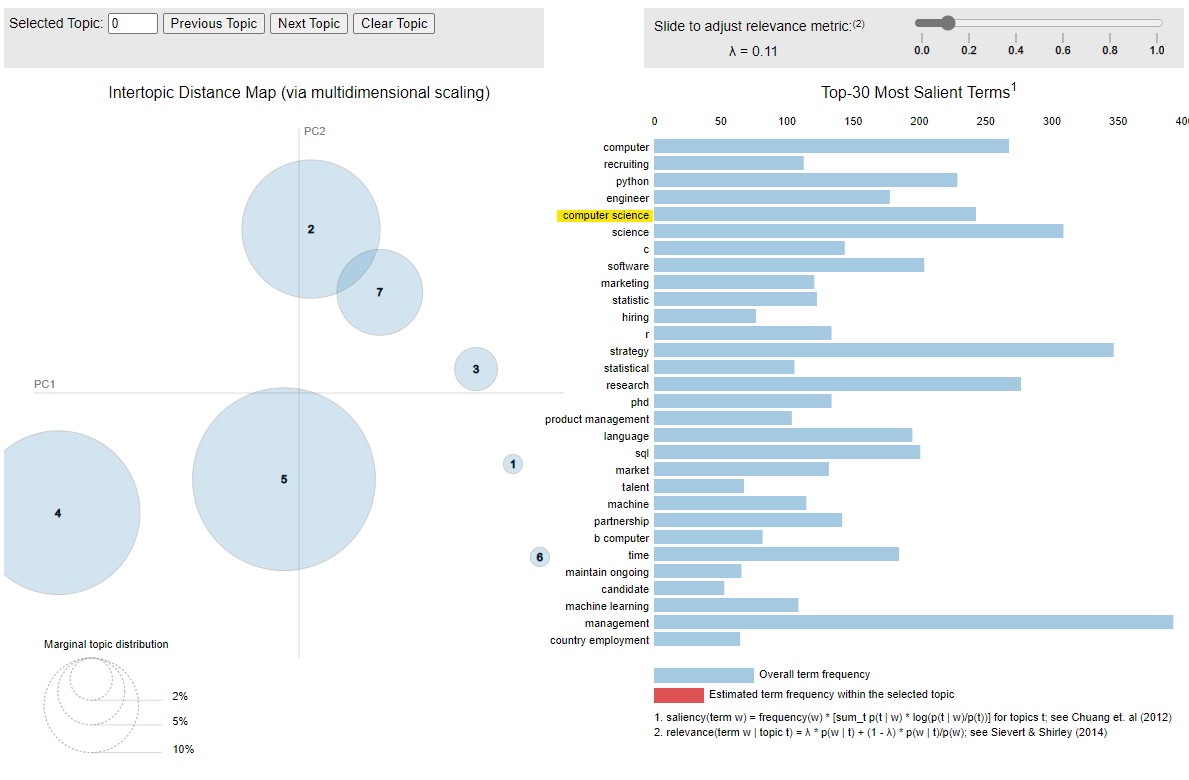 Selected Topic: 0 Previous Topic Next Topic Clear Topic
Slide to adjust relevance metric:(2)
λ = 0.11
0.0 0.2 0.4 0.6 0.8 1.0
Intertopic Distance Map (via multidimensional scaling)
PC2
PC1
2
7
3
5
1
4
6
Marginal topic distribution
2%
5%
10%
Top-30 Most Salient Terms1
0 50 100 150 200 250 300 350 40
computer
recruiting
python
engineer
computer science
science
c
software
marketing
statistic
hiring
r
strategy
statistical
research
phd
product management
language
sql
market
talent
machine
partnership
b computer
time
maintain ongoing
candidate
machine learning
management
country employment
Overall term frequency
Estimated term frequency within the selected topic
1. saliency(term w) = frequency(w) * [sum_t p(t | w) * log(p(t | w)/p(t))] for topics t; see Chuang et. al (2012)
2. relevance(term w | topic t) = λ * p(w | t) + (1 - λ) * p(w | t)/p(w); see Sievert & Shirley (2014)